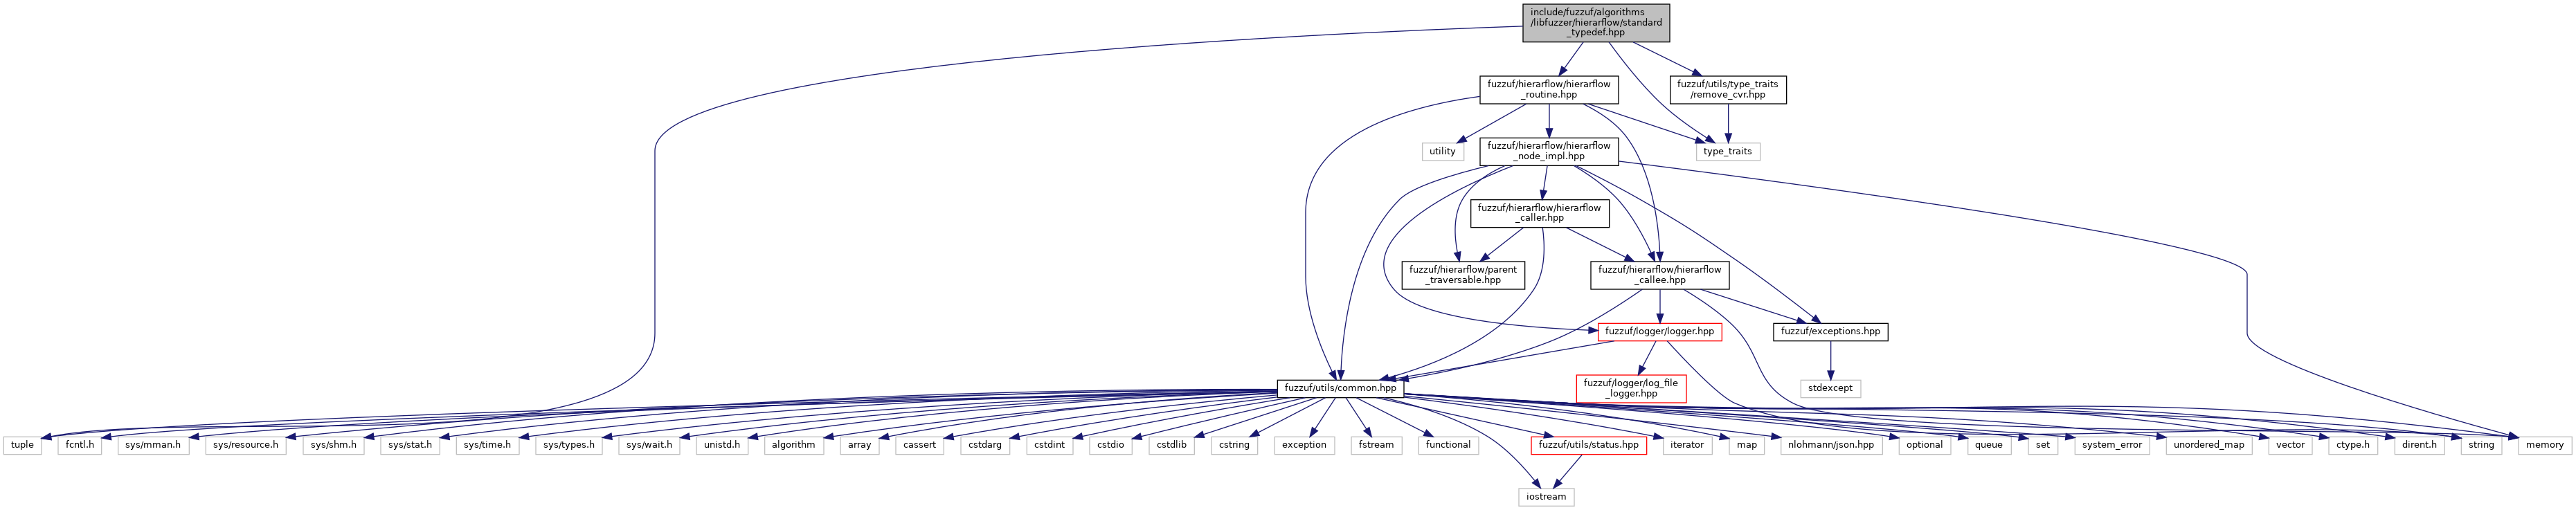 include/fuzzuf/algorithms
/libfuzzer/hierarflow/standard
_typedef.hpp
fuzzuf/hierarflow/hierarflow
_routine.hpp
fuzzuf/utils/type_traits
/remove_cvr.hpp
utility
fuzzuf/hierarflow/hierarflow
_node_impl.hpp
type_traits
fuzzuf/hierarflow/hierarflow
_caller.hpp
fuzzuf/hierarflow/parent
_traversable.hpp
fuzzuf/hierarflow/hierarflow
_callee.hpp
fuzzuf/logger/logger.hpp
fuzzuf/exceptions.hpp
fuzzuf/utils/common.hpp
fuzzuf/logger/log_file
_logger.hpp
stdexcept
tuple
fcntl.h
sys/mman.h
sys/resource.h
sys/shm.h
sys/stat.h
sys/time.h
sys/types.h
sys/wait.h
unistd.h
algorithm
array
cassert
cstdarg
cstdint
cstdio
cstdlib
cstring
exception
fstream
functional
fuzzuf/utils/status.hpp
iterator
map
nlohmann/json.hpp
optional
queue
set
system_error
unordered_map
vector
ctype.h
dirent.h
string
memory
iostream